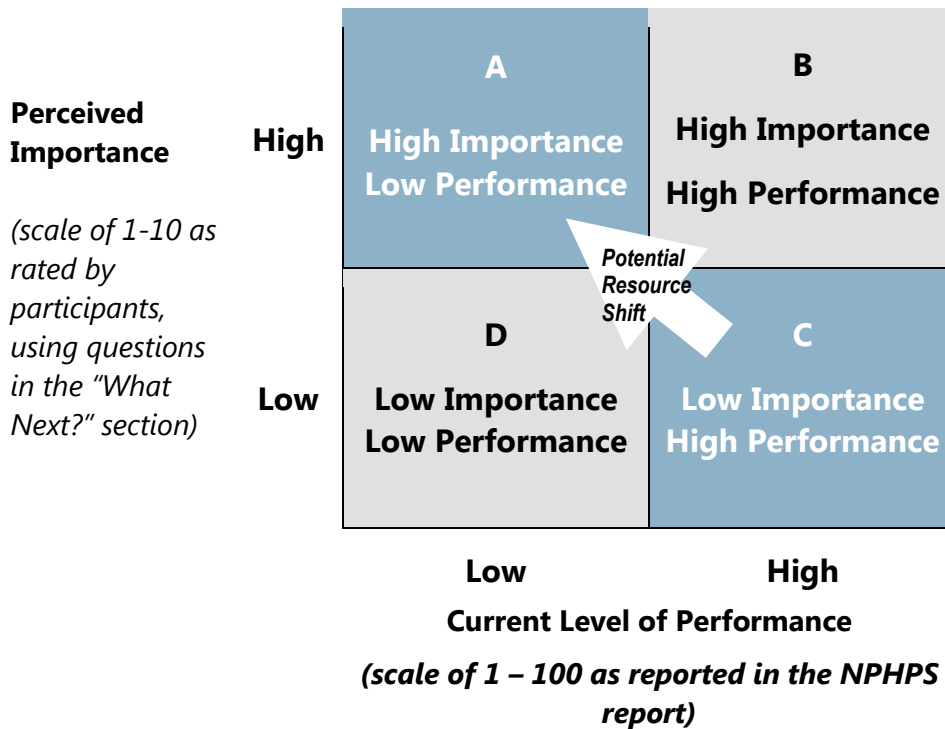 Perceived
Importance
(scale of 1-10 as
rated by
participants,
using questions
in the “What
Next?” section)
High
A
High Importance
Low Performance
B
High Importance
High Performance
Potential
Resource
Shift
Low
D
Low Importance
Low Performance
C
Low Importance
High Performance
Low
High
Current Level of Performance
(scale of 1 – 100 as reported in the NPHPS
report)